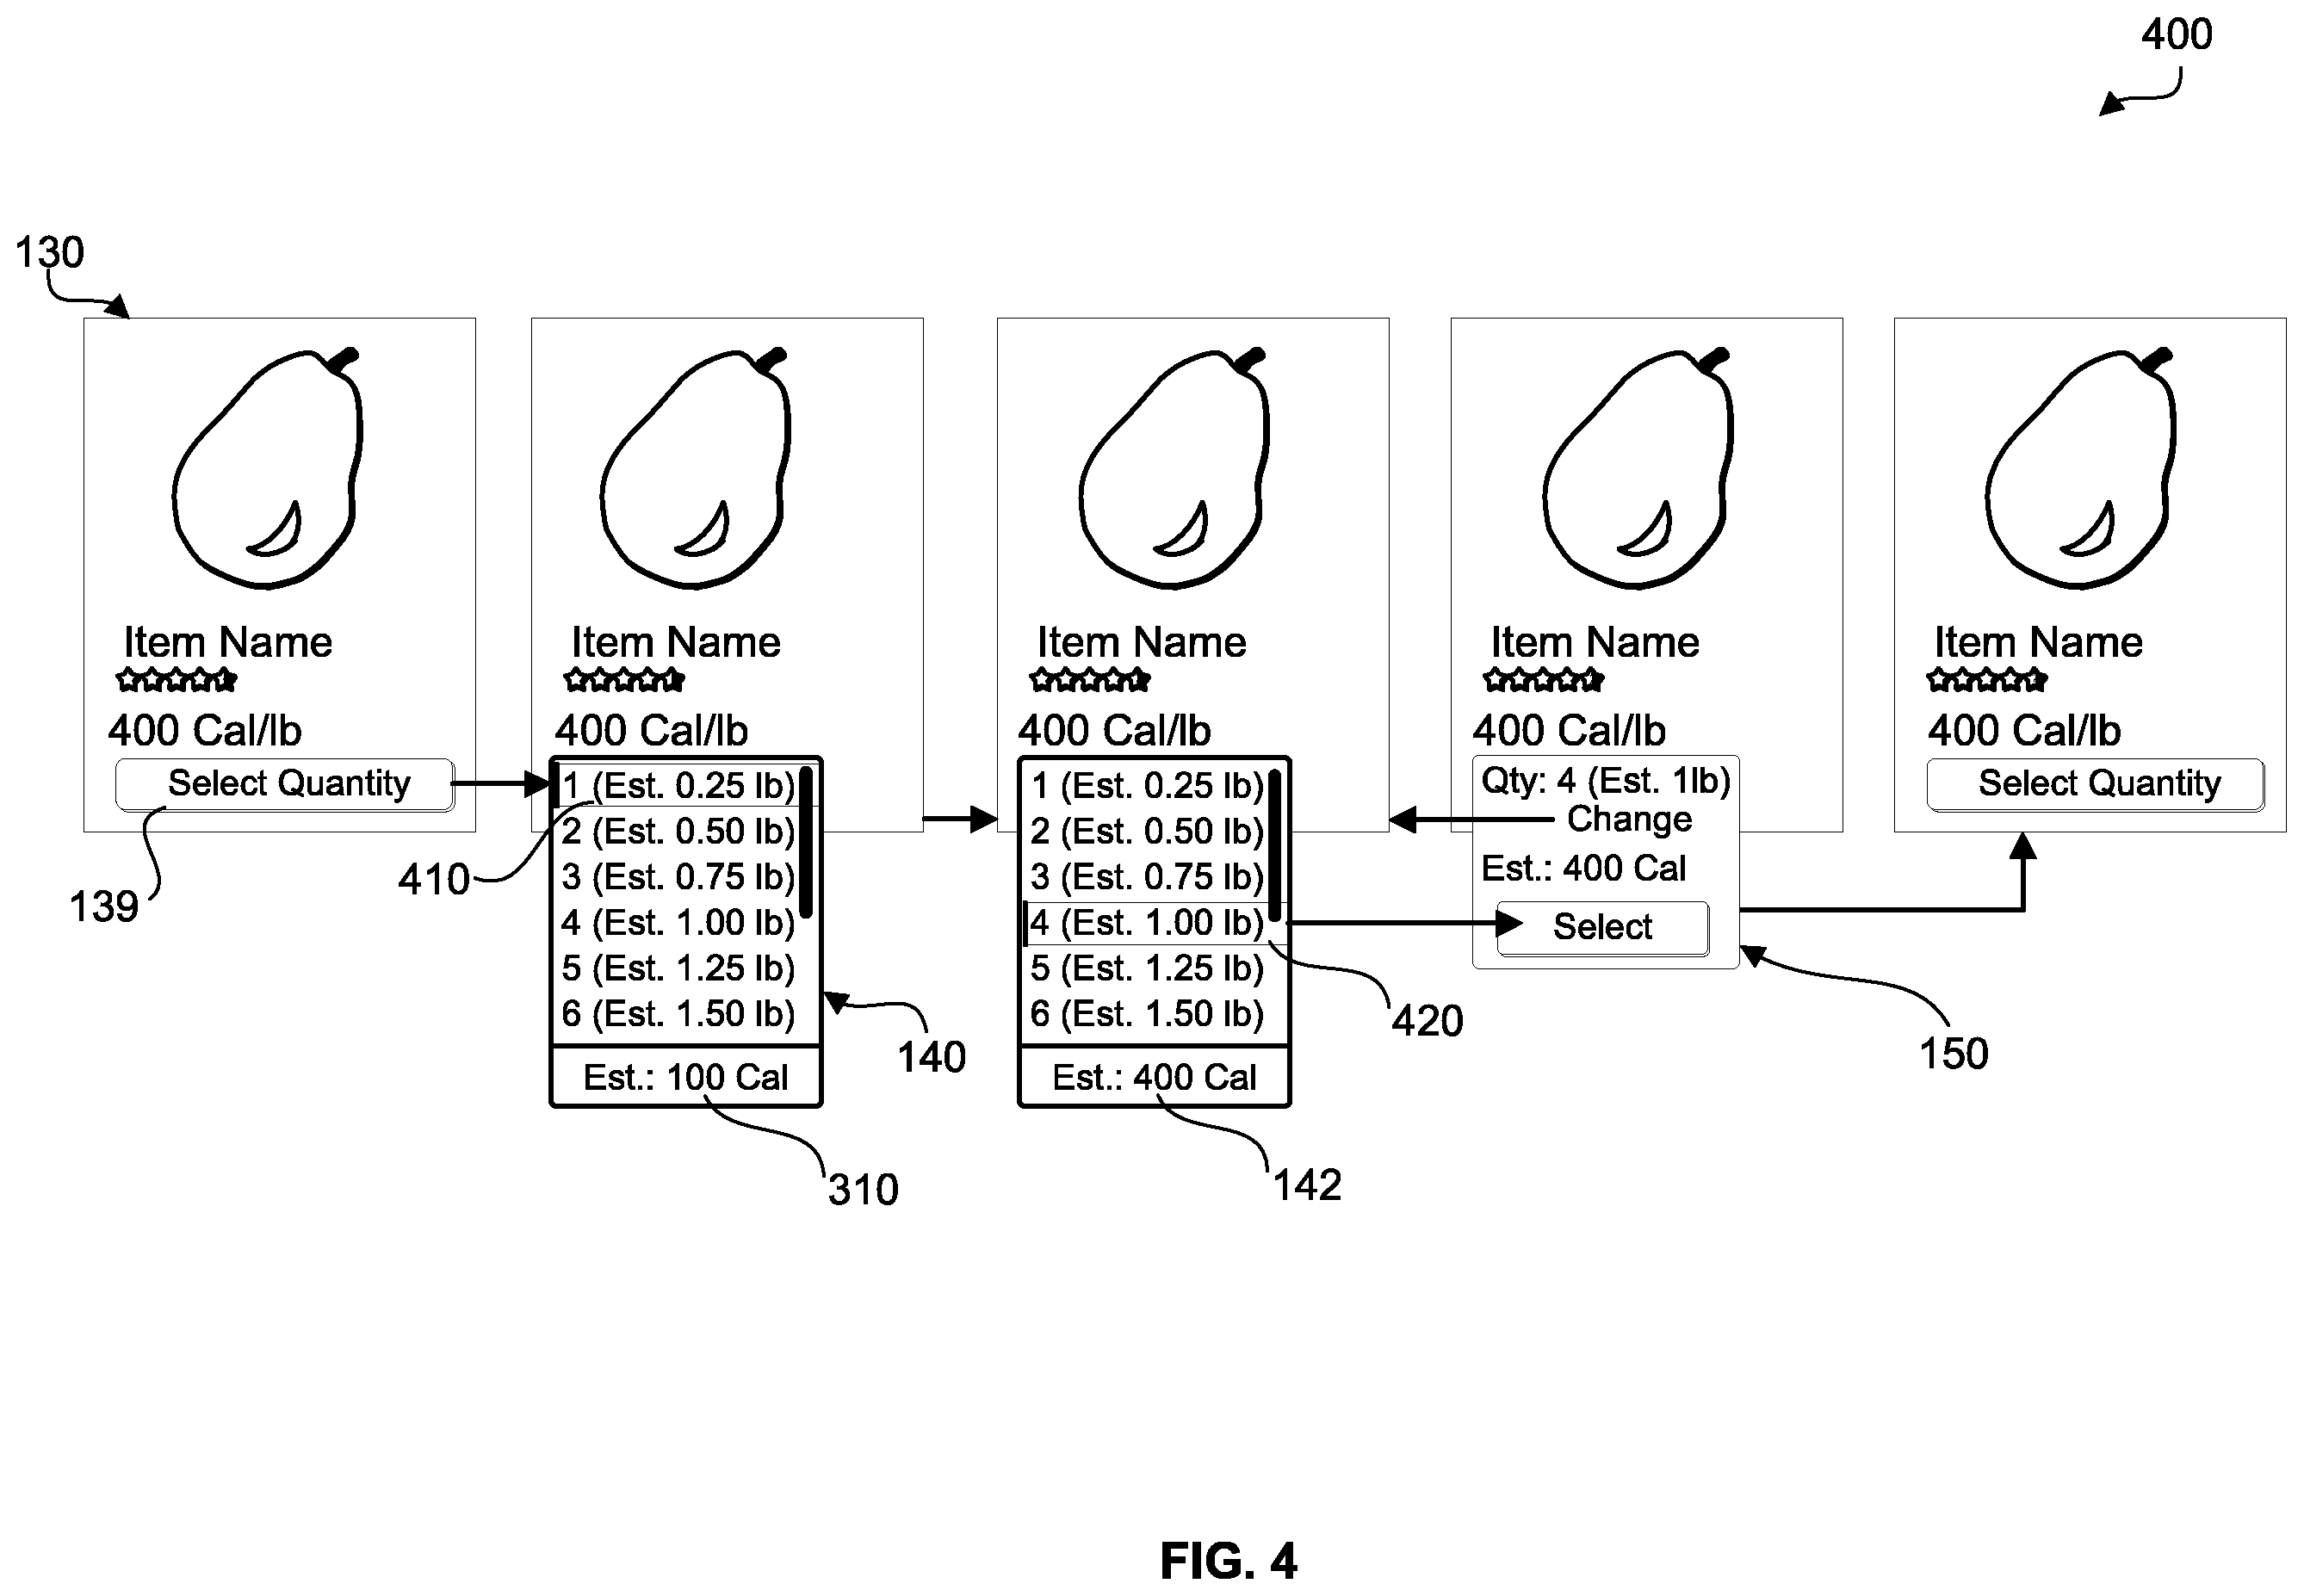 400
130
Item Name
400 Cal/lb
Select Quantity
139
Item Name
400 Cal/lb
1 (Est. 0.25 lb)
2 (Est. 0.50 lb)
3 (Est. 0.75 lb)
4 (Est. 1.00 lb)
5 (Est. 1.25 lb)
6 (Est. 1.50 lb)
Est.: 100 Cal
410
140
310
Item Name
400 Cal/lb
1 (Est. 0.25 lb)
2 (Est. 0.50 lb)
3 (Est. 0.75 lb)
4 (Est. 1.00 lb)
5 (Est. 1.25 lb)
6 (Est. 1.50 lb)
Est.: 400 Cal
420
142
Item Name
400 Cal/lb
Qty: 4 (Est. 1lb)
Change
Est.: 400 Cal
Select
150
Item Name
400 Cal/lb
Select Quantity
FIG. 4